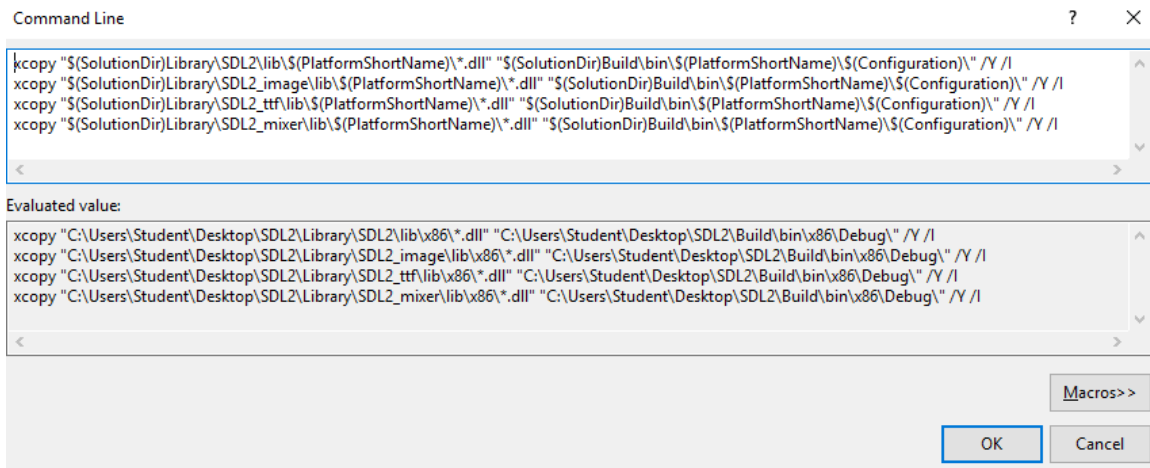 Command Line
?
xcopy "$(SolutionDir)Library\SDL2\lib\$(PlatformShortName)\*.dll" "$(SolutionDir)Build\bin\$(PlatformShortName)\$(Configuration)\" /Y /I
xcopy "$(SolutionDir)Library\SDL2_image\lib\$(PlatformShortName)\*.dll" "$(SolutionDir)Build\bin\$(PlatformShortName)\$(Configuration)\" /Y /I
xcopy "$(SolutionDir)Library\SDL2_ttf\lib\$(PlatformShortName)\*.dll" "$(SolutionDir)Build\bin\$(PlatformShortName)\$(Configuration)\" /Y /I
xcopy "$(SolutionDir)Library\SDL2_mixer\lib\$(PlatformShortName)\*.dll" "$(SolutionDir)Build\bin\$(PlatformShortName)\$(Configuration)\" /Y /I
Evaluated value:
xcopy "C:\Users\Student\Desktop\SDL2\Library\SDL2\lib\x86\*.dll" "C:\Users\Student\Desktop\SDL2\Build\bin\x86\Debug\" /Y /I
xcopy "C:\Users\Student\Desktop\SDL2\Library\SDL2_image\lib\x86\*.dll" "C:\Users\Student\Desktop\SDL2\Build\bin\x86\Debug\" /Y /I
xcopy "C:\Users\Student\Desktop\SDL2\Library\SDL2_ttf\lib\x86\*.dll" "C:\Users\Student\Desktop\SDL2\Build\bin\x86\Debug\" /Y /I
xcopy "C:\Users\Student\Desktop\SDL2\Library\SDL2_mixer\lib\x86\*.dll" "C:\Users\Student\Desktop\SDL2\Build\bin\x86\Debug\" /Y /I
Macros>>
OK
Cancel